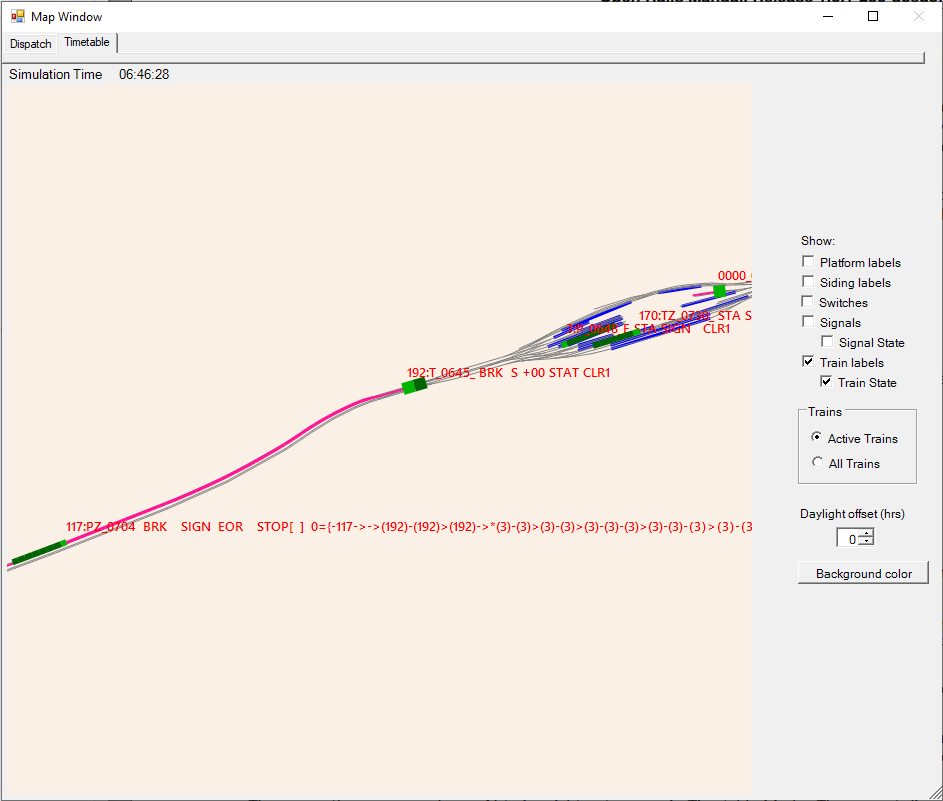 Map Window
Dispatch
Timetable
Simulation Time 06:46:28
0000_
170:TZ_0730_ STA S
STA SIGN CLR1
192:T_0645_ BRK S +00 STAT CLR1
117:PZ_0704 BRK SIGN EOR STOP[ ] 0={-117->->(192)-(192)>(192)->*(3)-(3)>(3)-(3)>(3)-(3)-(3)>(3)-(3)-(3)>(3)-(3
Show:
Platform labels
Siding labels
Switches
Signals
Signal State
Train labels
Train State
Trains
Active Trains
All Trains
Daylight offset (hrs)
0
Background color